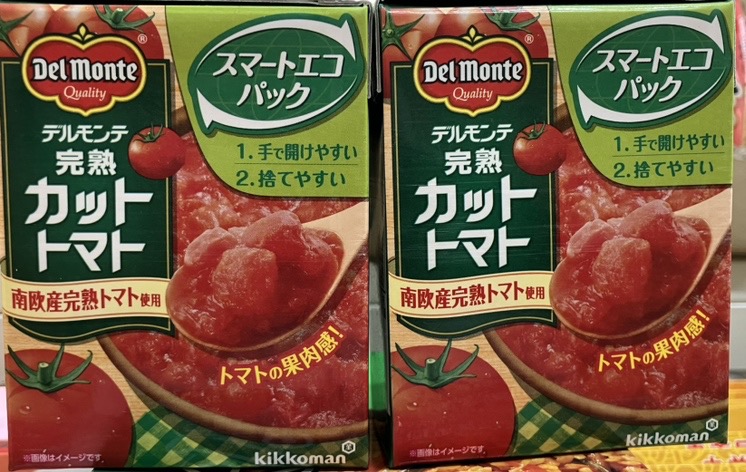 Del Monte
®
Quality
スマートエコ
パック
1. 手で開けやすい
2. 捨てやすい
デルモンテ
完熟
カット
トマト
南欧産完熟トマト使用
トマトの果肉感!
※画像はイメージです
kikkoman
Del Monte
®
Quality
スマートエコ
パック
1. 手で開けやすい
2. 捨てやすい
デルモンテ
完熟
カット
トマト
南欧産完熟トマト使用
トマトの果肉感!
※画像はイメージです
kikkoman